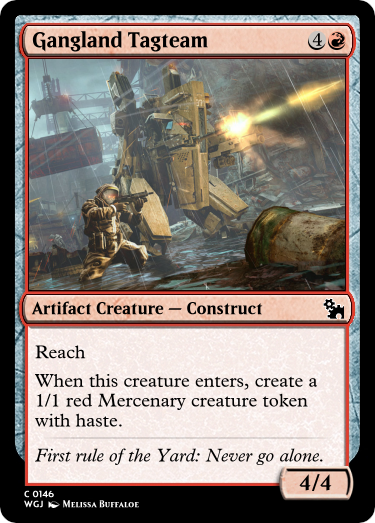 Gangland Tagteam 4
Artifact Creature — Construct
Reach
When this creature enters, create a
1/1 red Mercenary creature token
with haste.
First rule of the Yard: Never go alone.
4/4
C 0146
WGJ Melissa Buffaloe